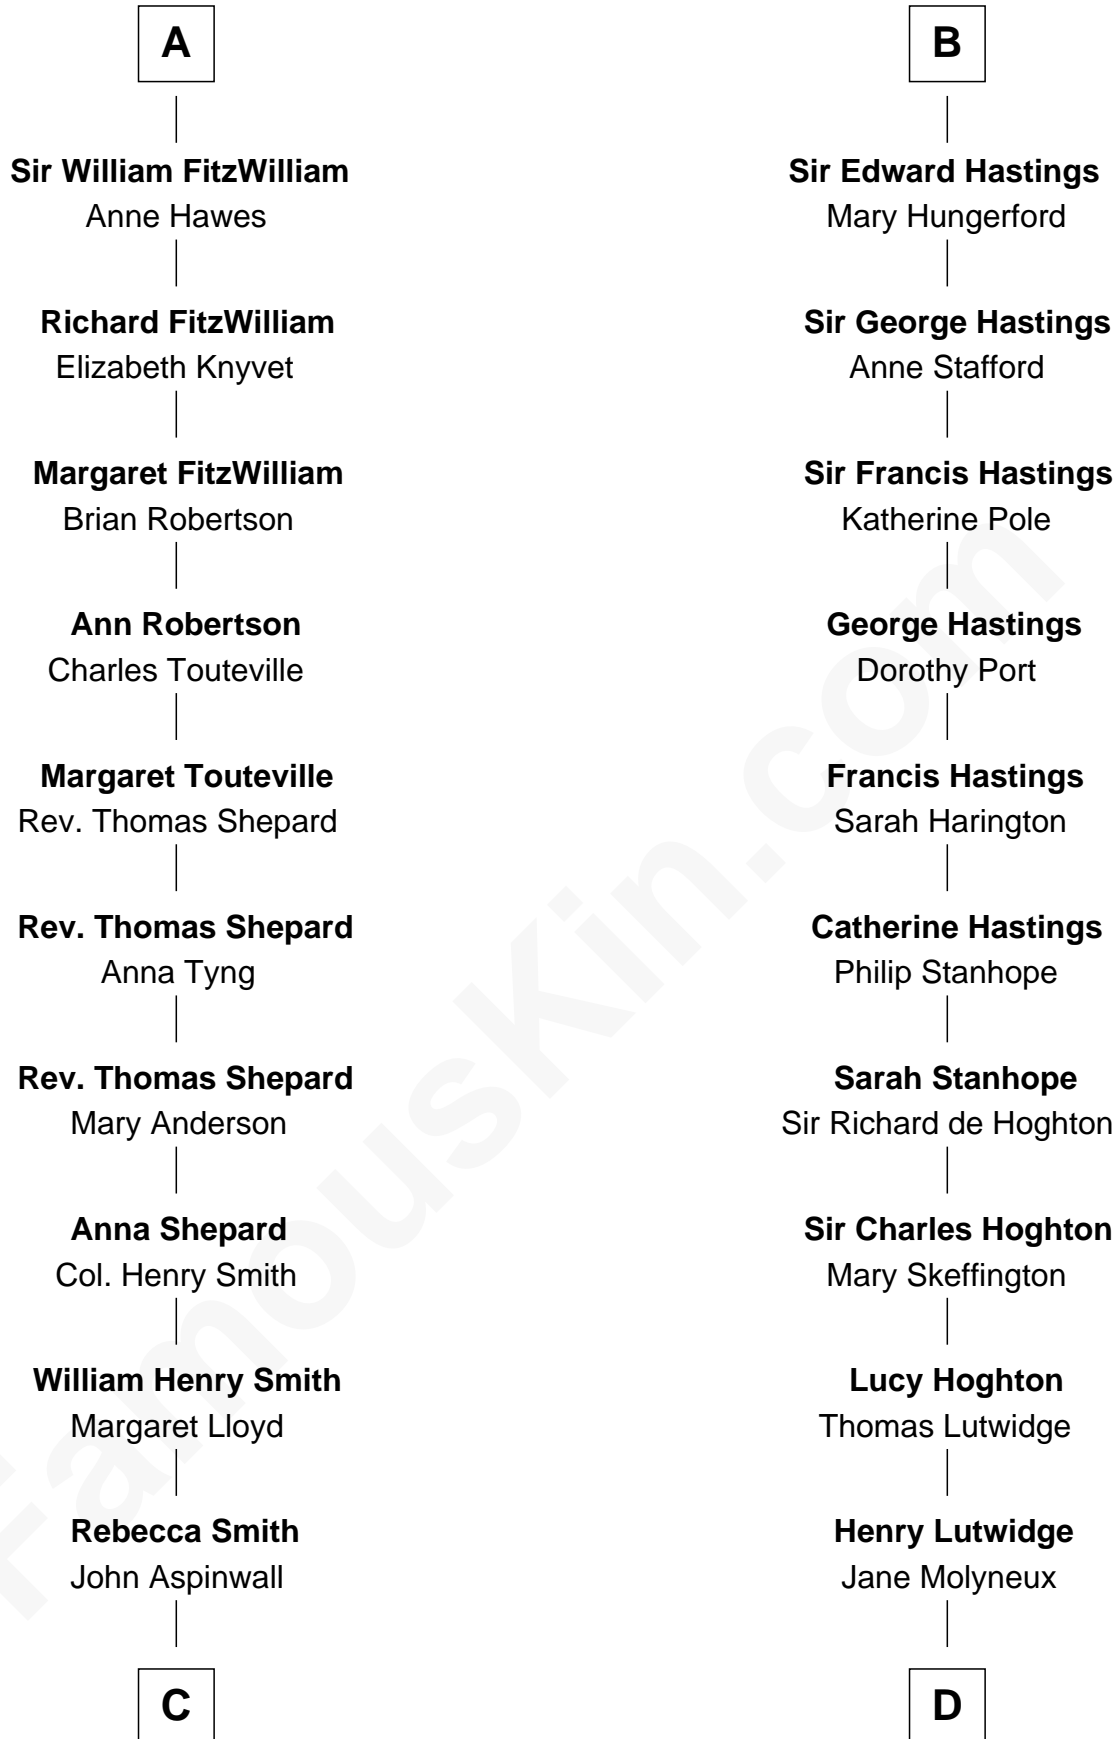 A
Sir William FitzWilliam
Anne Hawes
Richard FitzWilliam
Elizabeth Knyvet
Margaret FitzWilliam
Brian Robertson
Ann Robertson
Charles Touteville
Margaret Touteville
Rev. Thomas Shepard
Rev. Thomas Shepard
Anna Tyng
Rev. Thomas Shepard
Mary Anderson
Anna Shepard
Col. Henry Smith
William Henry Smith
Margaret Lloyd
Rebecca Smith
John Aspinwall
C
B
Sir Edward Hastings
Mary Hungerford
Sir George Hastings
Anne Stafford
Sir Francis Hastings
Katherine Pole
George Hastings
Dorothy Port
Francis Hastings
Sarah Harington
Catherine Hastings
Philip Stanhope
Sarah Stanhope
Sir Richard de Hoghton
Sir Charles Hoghton
Mary Skeffington
Lucy Hoghton
Thomas Lutwidge
Henry Lutwidge
Jane Molyneux
D
FamousKin.com